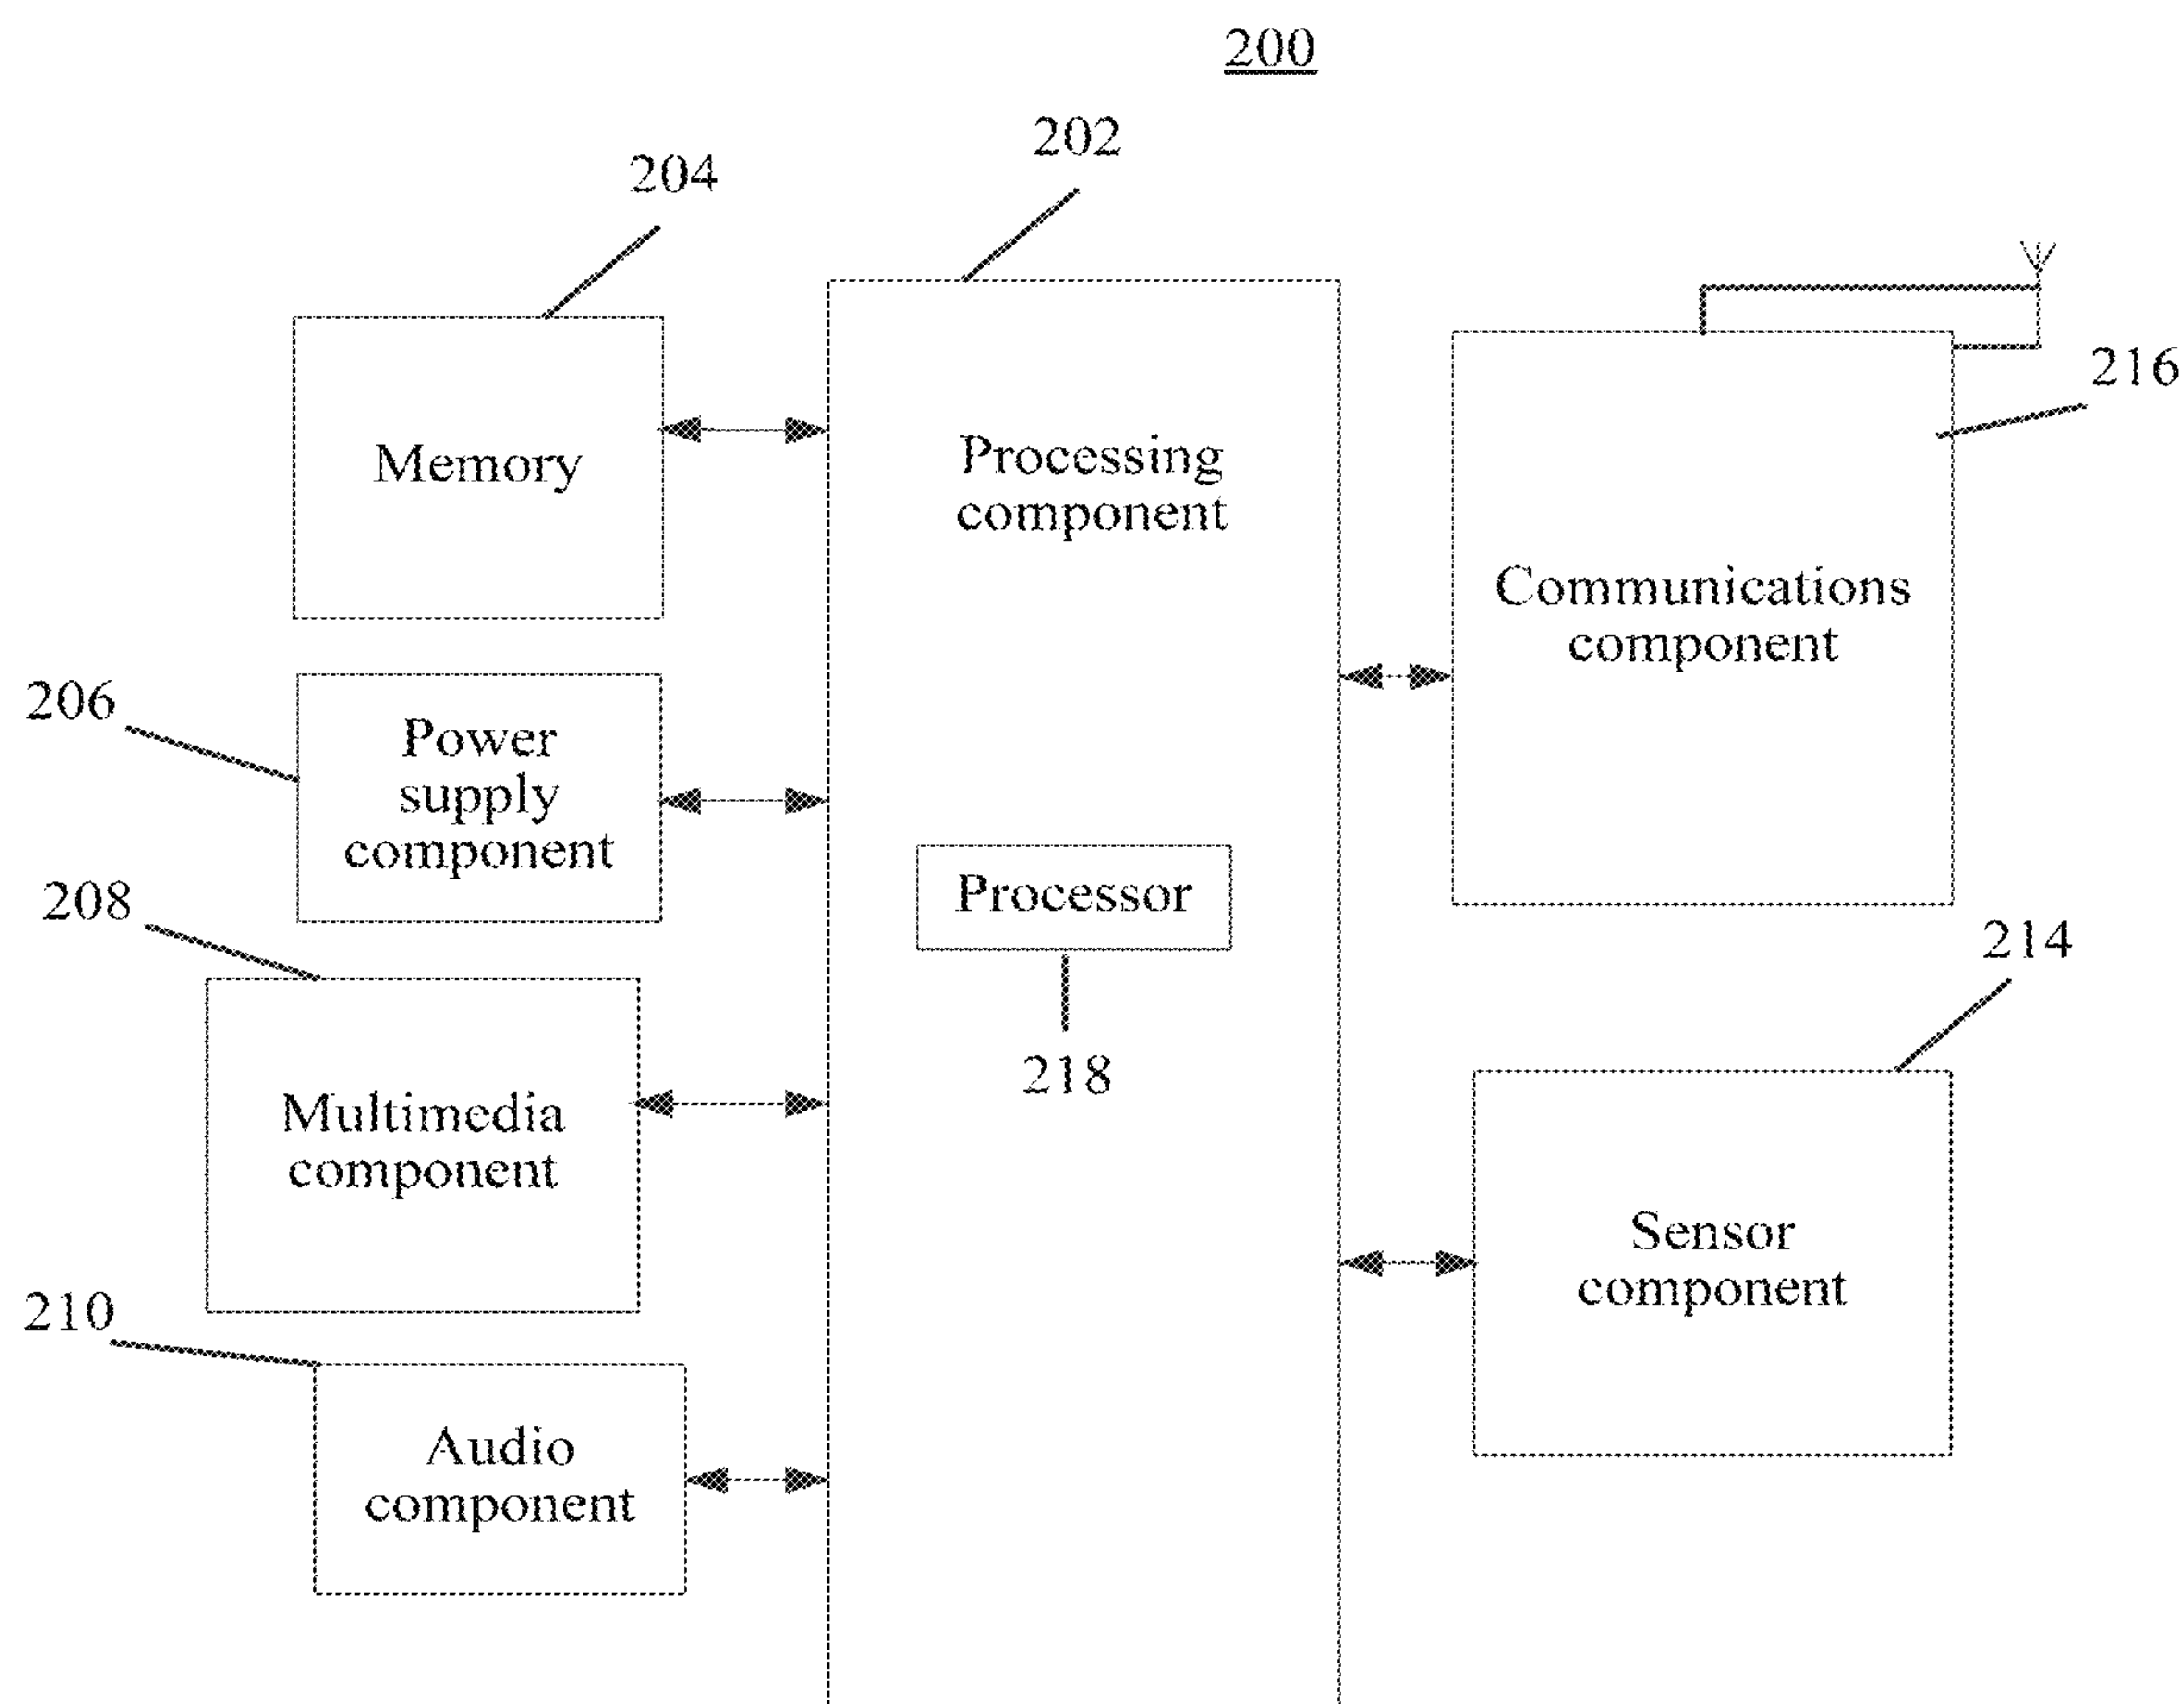 200
202
204
Memory
Processing
component
216
Communications
component
206
Power
supply
component
208
Processor
218
214
Multimedia
component
Sensor
component
210
Audio
component